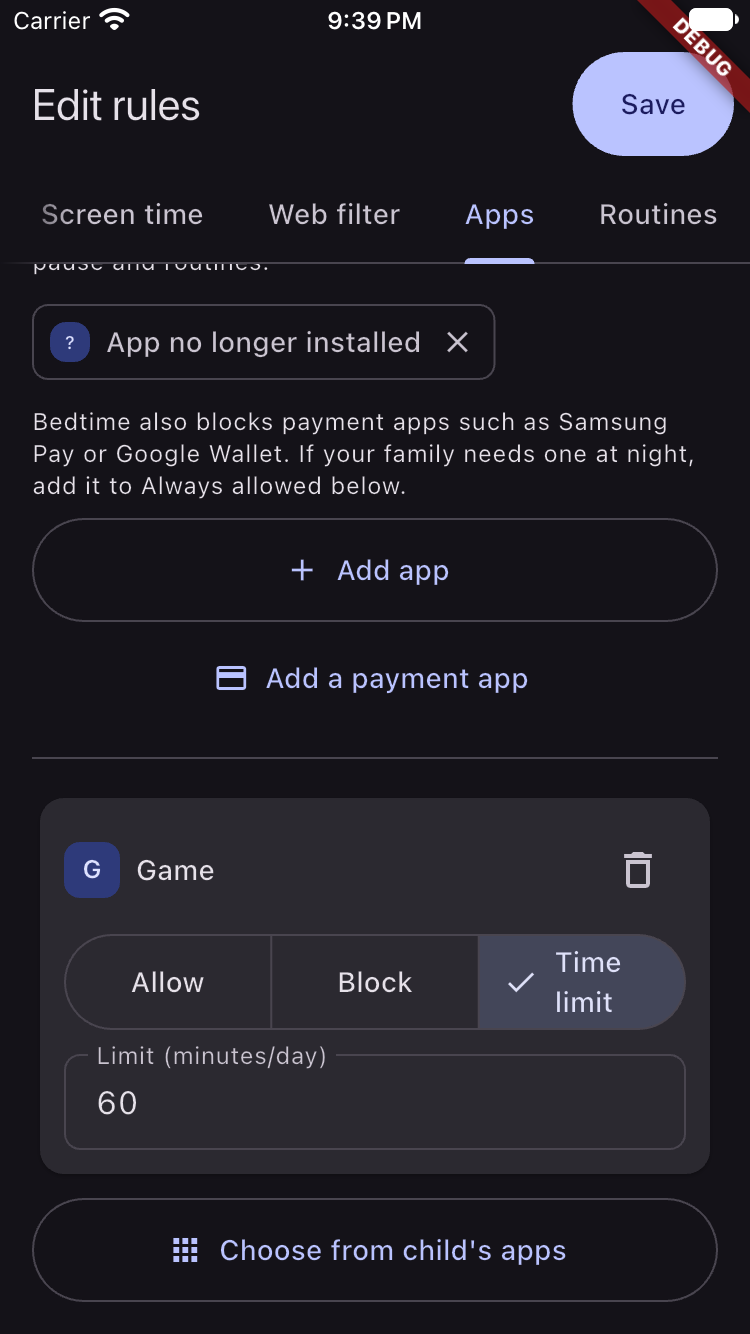 Carrier 9:39 PM
DEBUG
Edit rules
Save
Screen time Web filter Apps Routines
pause and routines.
? App no longer installed
Bedtime also blocks payment apps such as Samsung
Pay or Google Wallet. If your family needs one at night,
add it to Always allowed below.
+ Add app
Add a payment app
G Game
Allow Block Time limit
Limit (minutes/day)
60
Choose from child's apps